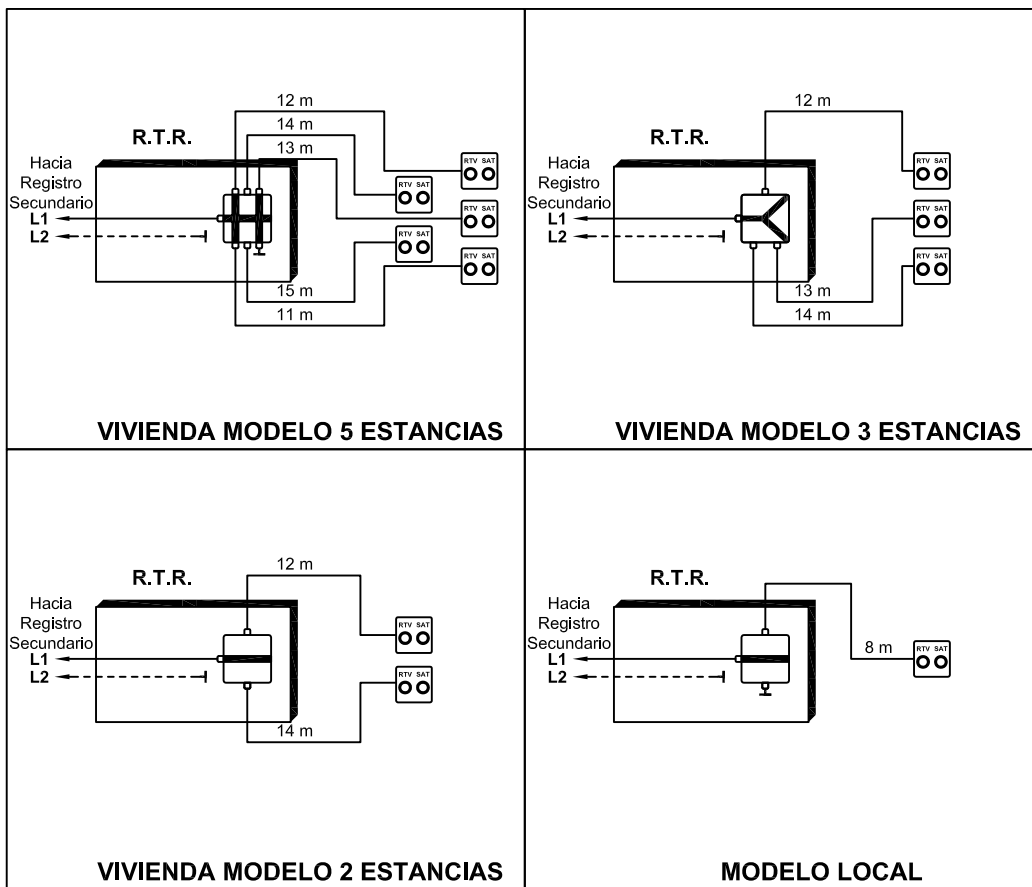 12 m
14 m
13 m
R.T.R.
Hacia
Registro
Secundario
L1
L2
RTV SAT
RTV SAT
RTV SAT
RTV SAT
RTV SAT
15 m
11 m
VIVIENDA MODELO 5 ESTANCIAS
12 m
R.T.R.
Hacia
Registro
Secundario
L1
L2
RTV SAT
RTV SAT
RTV SAT
13 m
14 m
VIVIENDA MODELO 3 ESTANCIAS
12 m
R.T.R.
Hacia
Registro
Secundario
L1
L2
RTV SAT
RTV SAT
14 m
VIVIENDA MODELO 2 ESTANCIAS
R.T.R.
Hacia
Registro
Secundario
L1
L2
8 m
RTV SAT
MODELO LOCAL